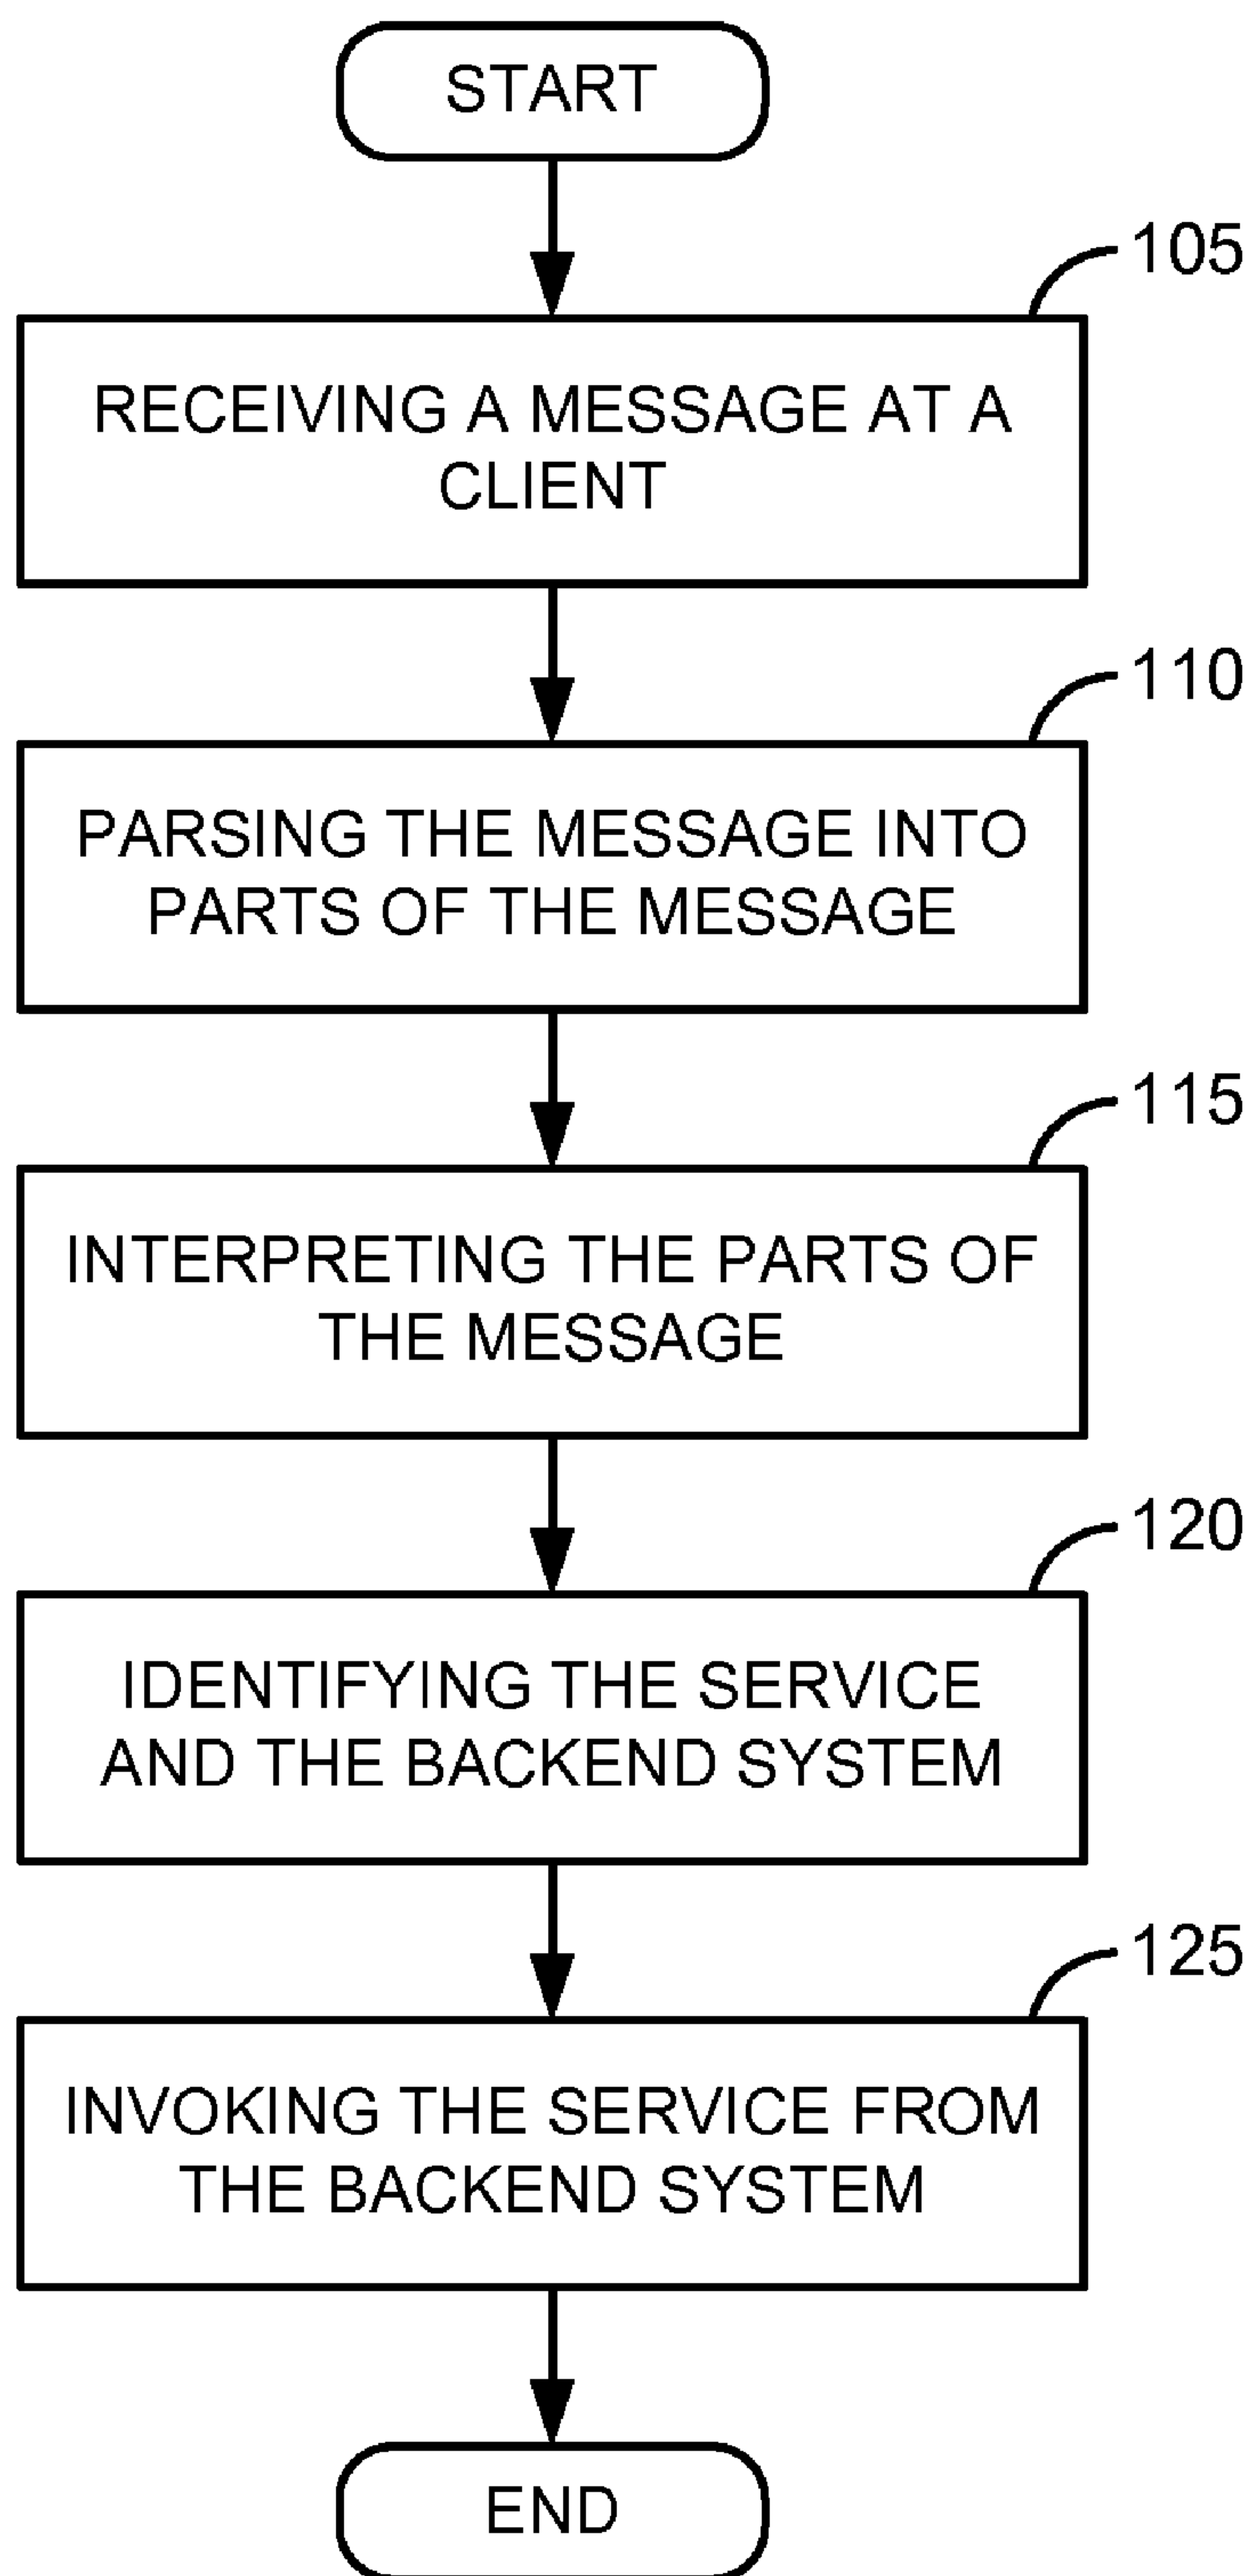 START
105
RECEIVING A MESSAGE AT A
CLIENT
110
PARSING THE MESSAGE INTO
PARTS OF THE MESSAGE
115
INTERPRETING THE PARTS OF
THE MESSAGE
120
IDENTIFYING THE SERVICE
AND THE BACKEND SYSTEM
125
INVOKING THE SERVICE FROM
THE BACKEND SYSTEM
END